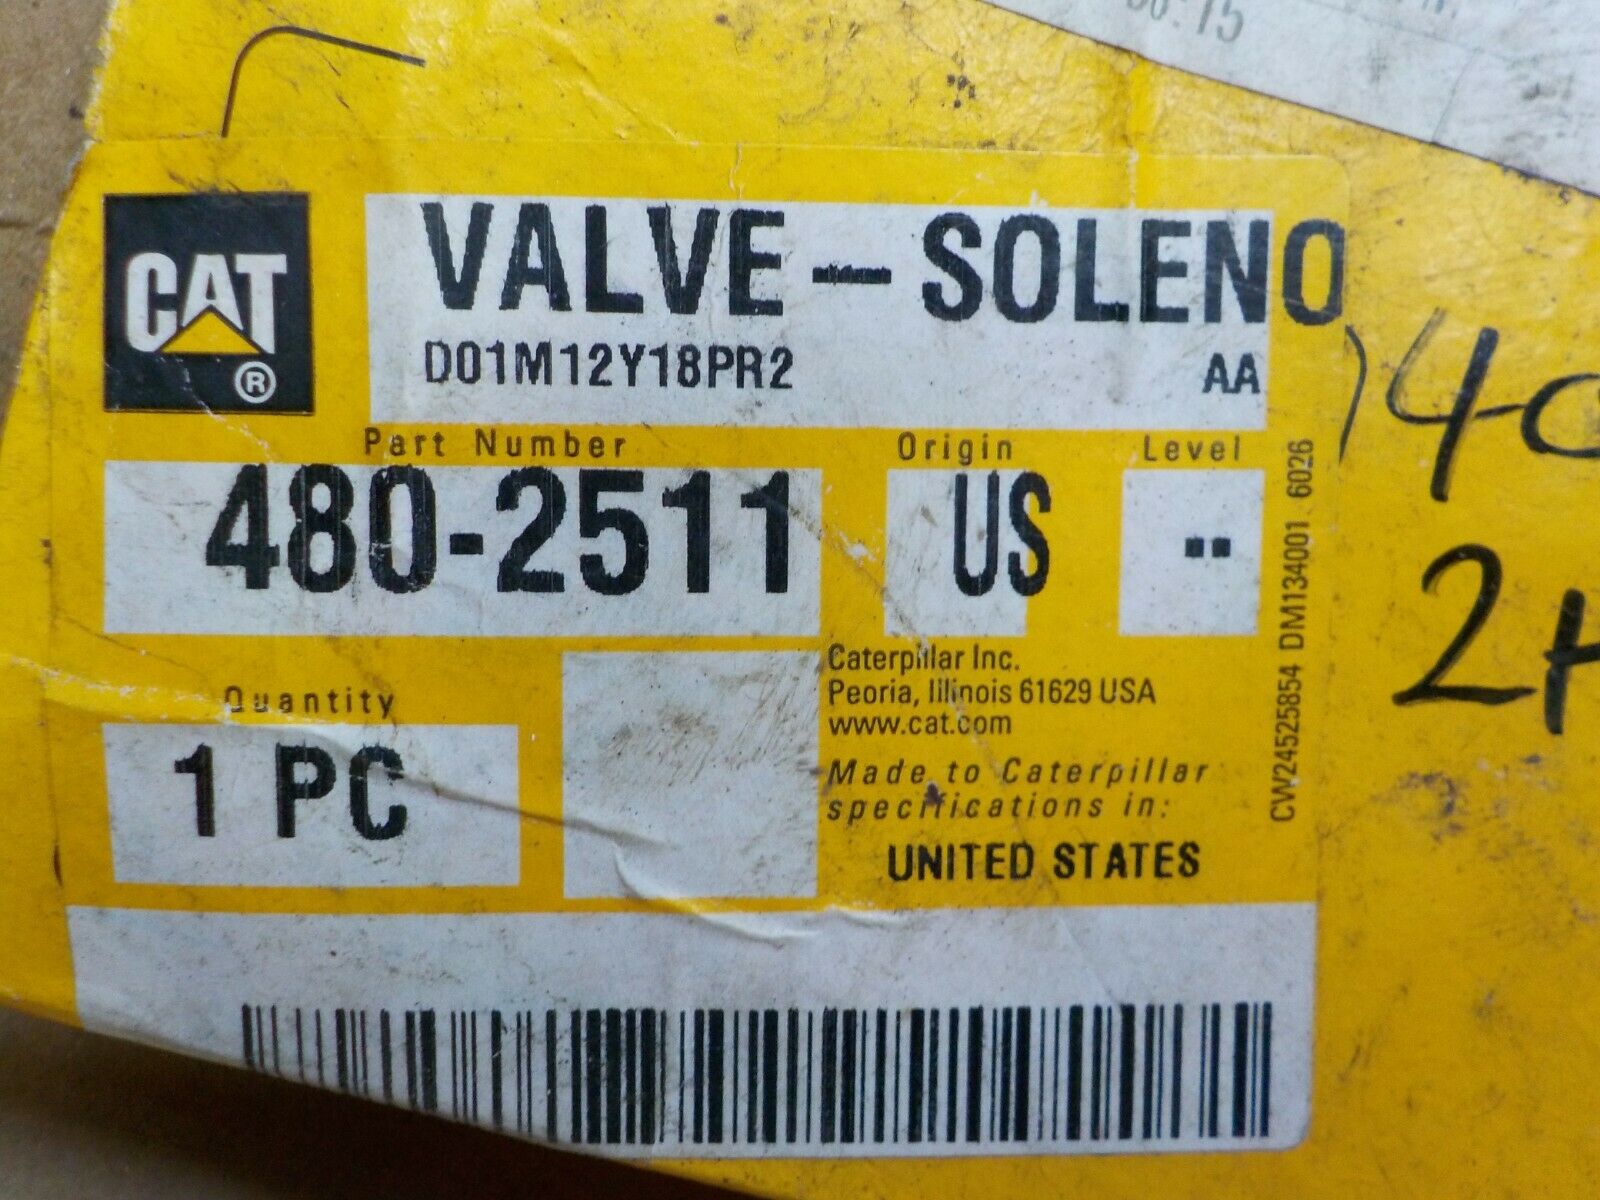 :15
CAT
®
VALVE-SOLENO
D01M12Y18PR2 AA
Part Number Origin Level
480-2511 US --
Quantity
1 PC
Caterpillar Inc.
Peoria, Illinois 61629 USA
www.cat.com
Made to Caterpillar
specifications in:
UNITED STATES
CW24525854 DM134001 6026